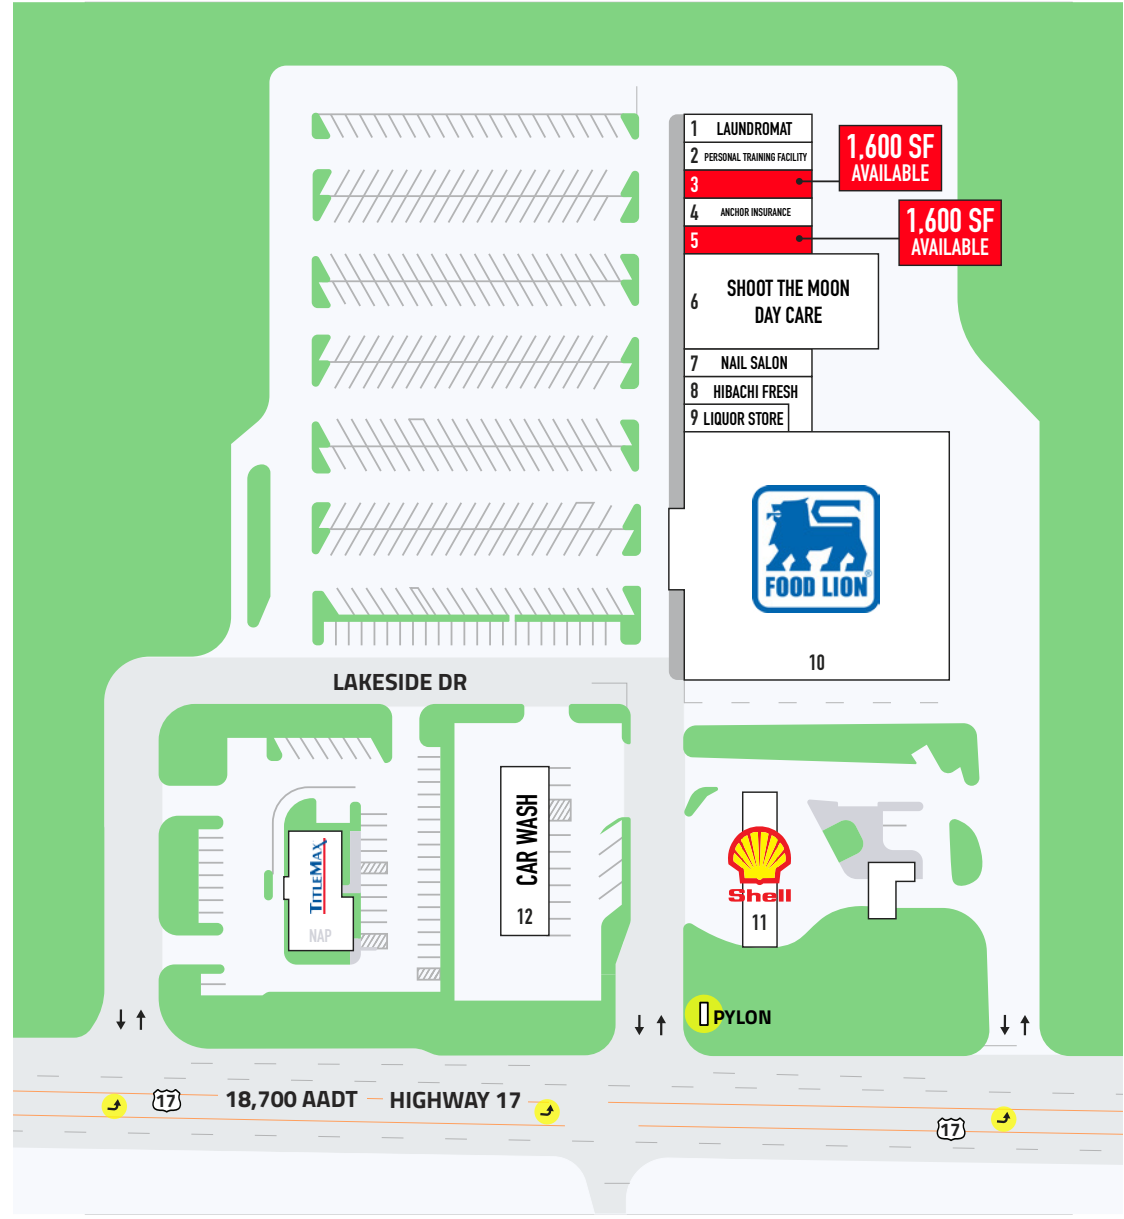 1 LAUNDROMAT
2 PERSONAL TRAINING FACILITY
3
1,600 SF
AVAILABLE
4 ANCHOR INSURANCE
5
1,600 SF
AVAILABLE
6
SHOOT THE MOON
DAY CARE
7 NAIL SALON
8 HIBACHI FRESH
9 LIQUOR STORE
FOOD LION®
10
LAKESIDE DR
TITLEMAX
NAP
CAR WASH
12
Shell
11
PYLON
17
18,700 AADT
HIGHWAY 17
17